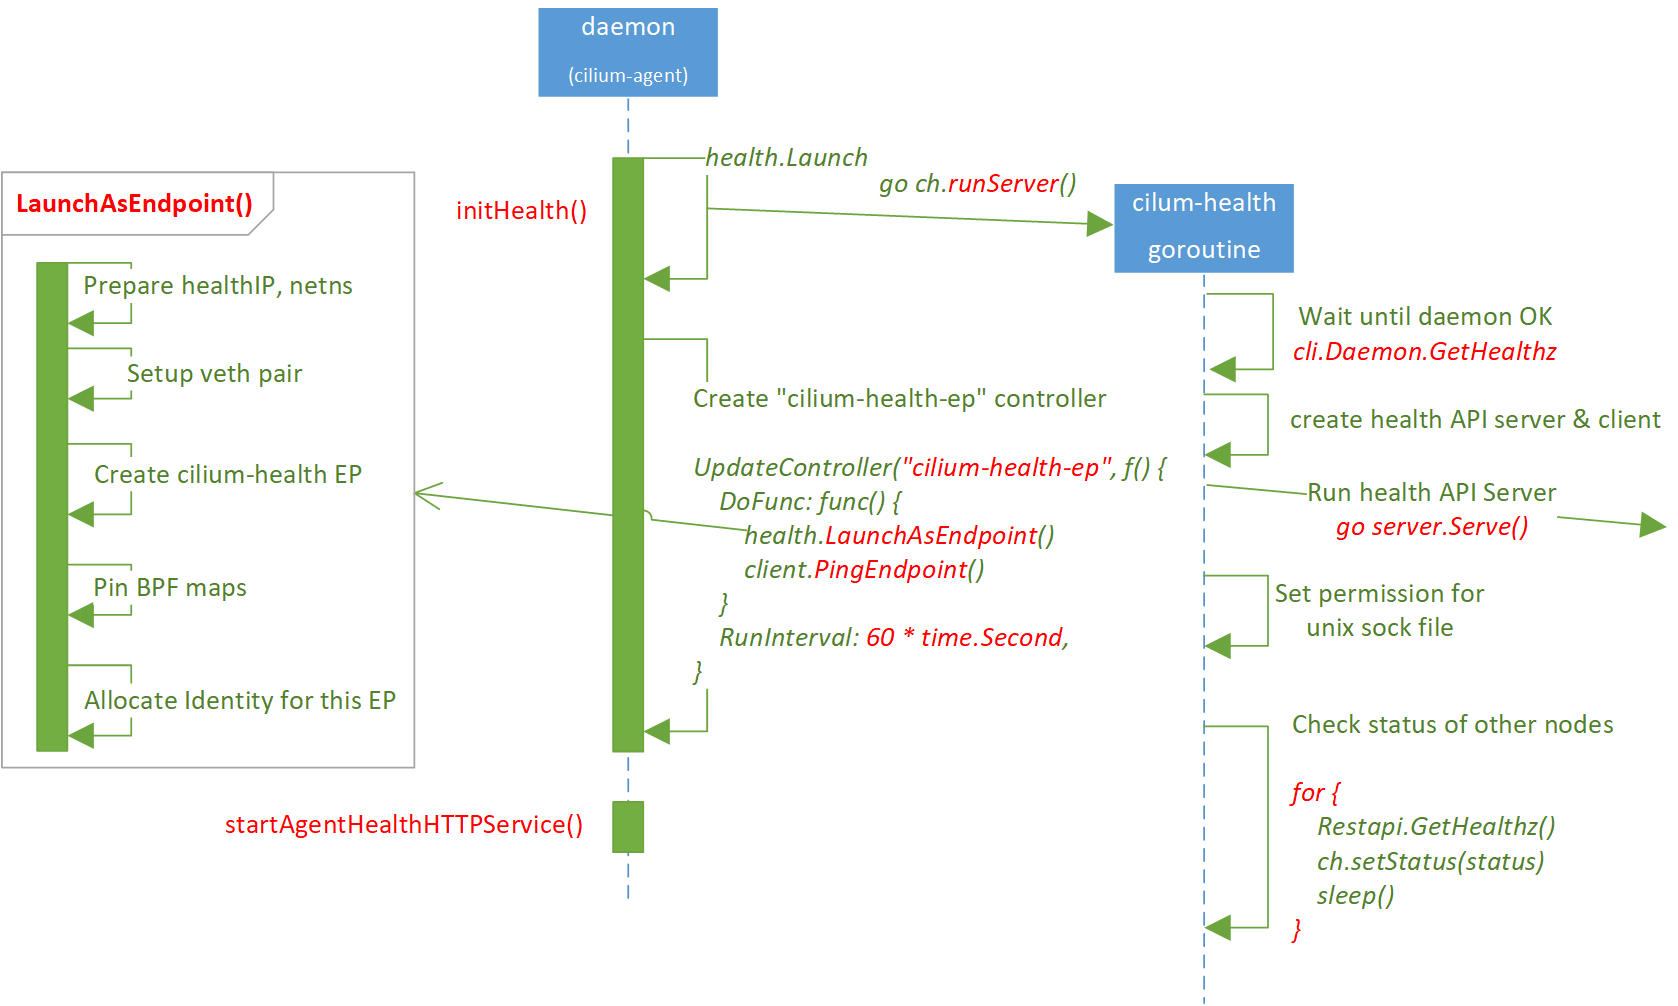 daemon
(cilium-agent)
health.Launch
go ch.runServer()
initHealth()
cilum-health
goroutine
LaunchAsEndpoint()
Prepare healthIP, netns
Setup veth pair
Create cilium-health EP
Pin BPF maps
Allocate Identity for this EP
Create "cilium-health-ep" controller
UpdateController("cilium-health-ep", f() {
DoFunc: func() {
health.LaunchAsEndpoint()
client.PingEndpoint()
}
RunInterval: 60 * time.Second,
}
startAgentHealthHTTPService()
Wait until daemon OK
cli.Daemon.GetHealthz
create health API server & client
Run health API Server
go server.Serve()
Set permission for
unix sock file
Check status of other nodes
for {
Restapi.GetHealthz()
ch.setStatus(status)
sleep()
}